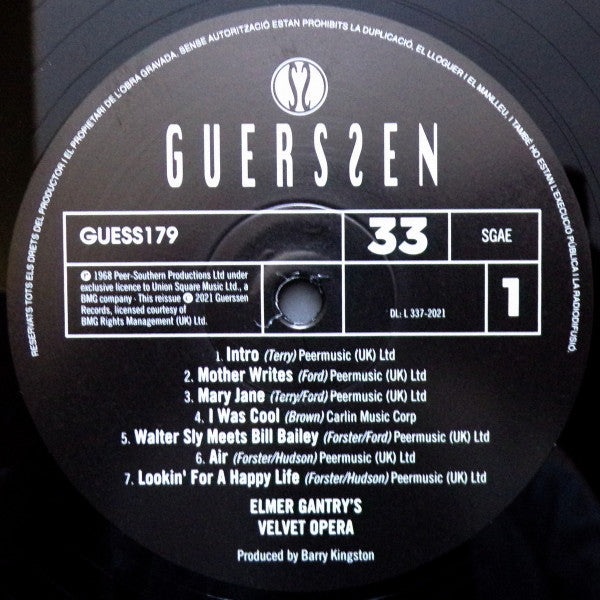 RESERVATS TOTS ELS DRETS DEL PRODUCTOR I EL PROPIETARI DE L'OBRA GRAVADA. SENSE AUTORITZACIÓ ESTAN PROHIBITS LA DUPLICACIÓ, EL LLOGUER I EL MANLLEU, I TAMBÉ HO ESTAN L'EXECUCIÓ PÚBLICA I LA RADIODIFUSIÓ.
GUERSSEN
GUESS179
33
SGAE
℗ 1968 Peer-Southern Productions Ltd under
exclusive licence to Union Square Music Ltd., a
BMG company · This reissue ℗ © 2021 Guerssen
Records, licensed courtesy of
BMG Rights Management (UK) Ltd.
DL: L 337-2021
1
1. Intro (Terry) Peermusic (UK) Ltd
2. Mother Writes (Ford) Peermusic (UK) Ltd
3. Mary Jane (Terry/Ford) Peermusic (UK) Ltd
4. I Was Cool (Brown) Carlin Music Corp
5. Walter Sly Meets Bill Bailey (Forster/Ford) Peermusic (UK) Ltd
6. Air (Forster/Hudson) Peermusic (UK) Ltd
7. Lookin' For A Happy Life (Forster/Hudson) Peermusic (UK) Ltd
ELMER GANTRY'S
VELVET OPERA
Produced by Barry Kingston